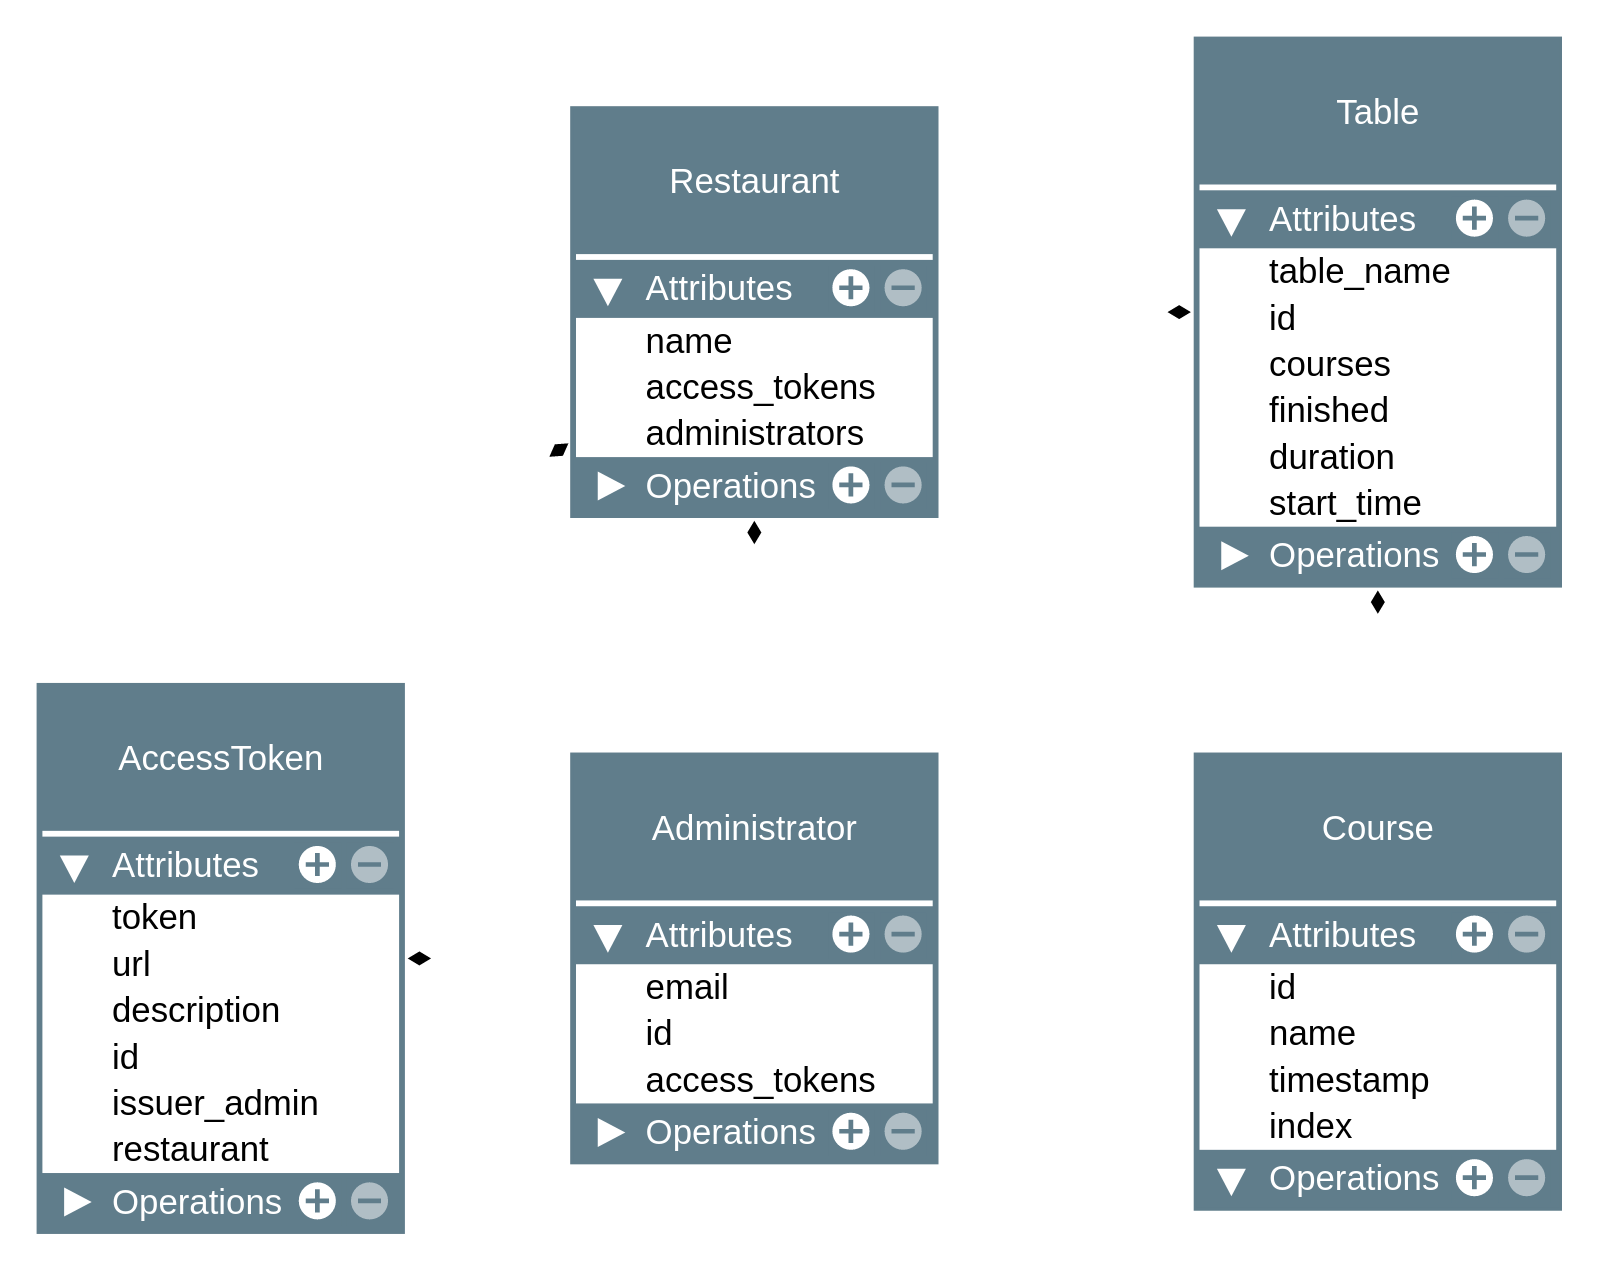 Restaurant
Attributes
name
access_tokens
administrators
Operations
Table
Attributes
table_name
id
courses
finished
duration
start_time
Operations
AccessToken
Attributes
token
url
description
id
issuer_admin
restaurant
Operations
Administrator
Attributes
email
id
access_tokens
Operations
Course
Attributes
id
name
timestamp
index
Operations